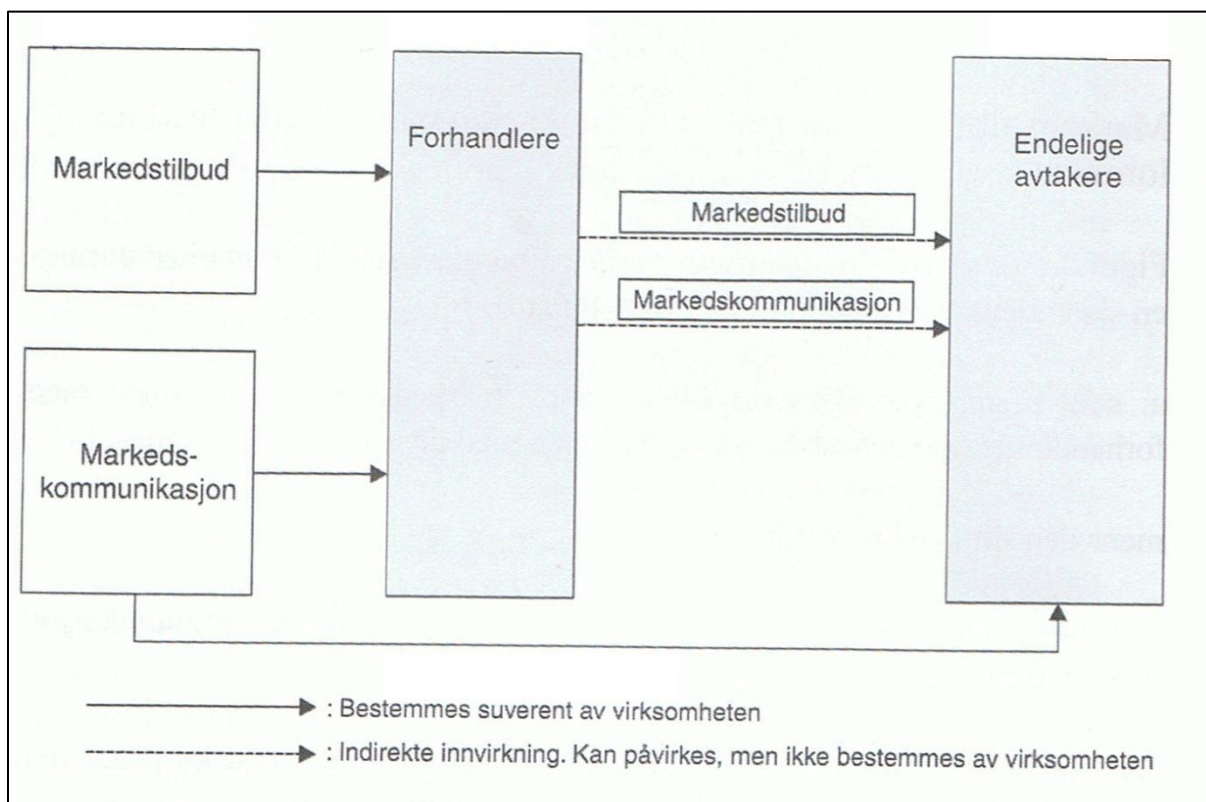 Markedstilbud
Forhandlere
Endelige
avtakere
Markedstilbud
Markedskommunikasjon
Markeds-
kommunikasjon
: Bestemmes suverent av virksomheten
: Indirekte innvirkning. Kan påvirkes, men ikke bestemmes av virksomheten